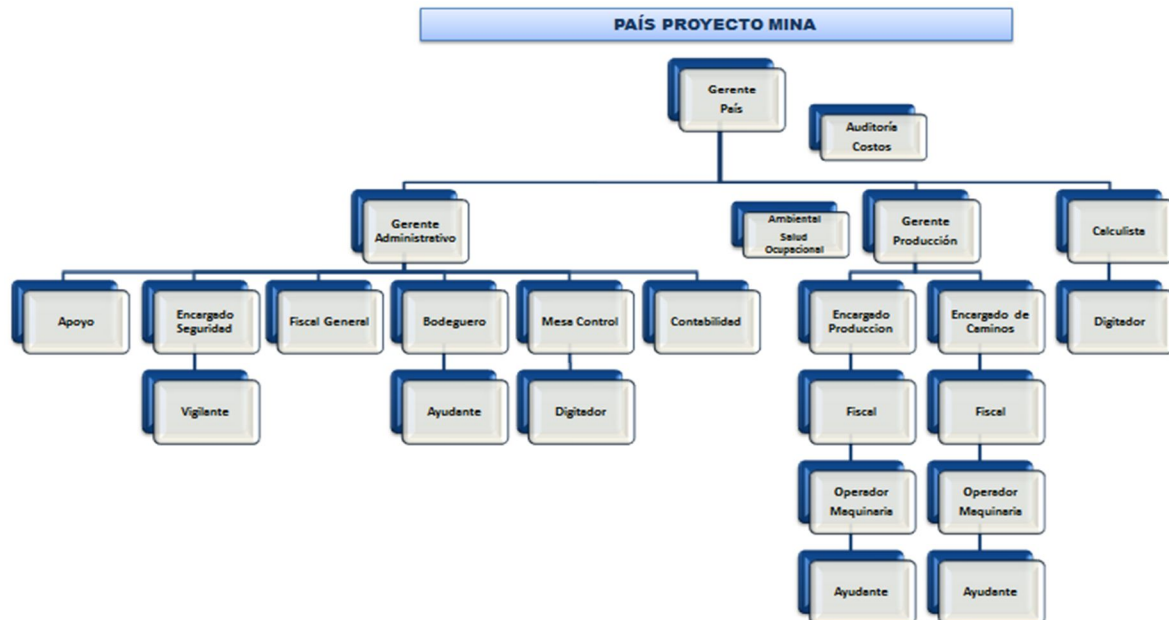 PAÍS PROYECTO MINA
Gerente
País
Auditoría
Costos
Gerente
Administrativo
Ambiental
Salud
Ocupacional
Gerente
Producción
Calculista
Apoyo
Encargado
Seguridad
Fiscal General
Bodeguero
Mesa Control
Contabilidad
Encargado
Produccion
Encargado de
Caminos
Digitador
Vigilante
Ayudante
Digitador
Fiscal
Fiscal
Operador
Maquinaria
Operador
Maquinaria
Ayudante
Ayudante